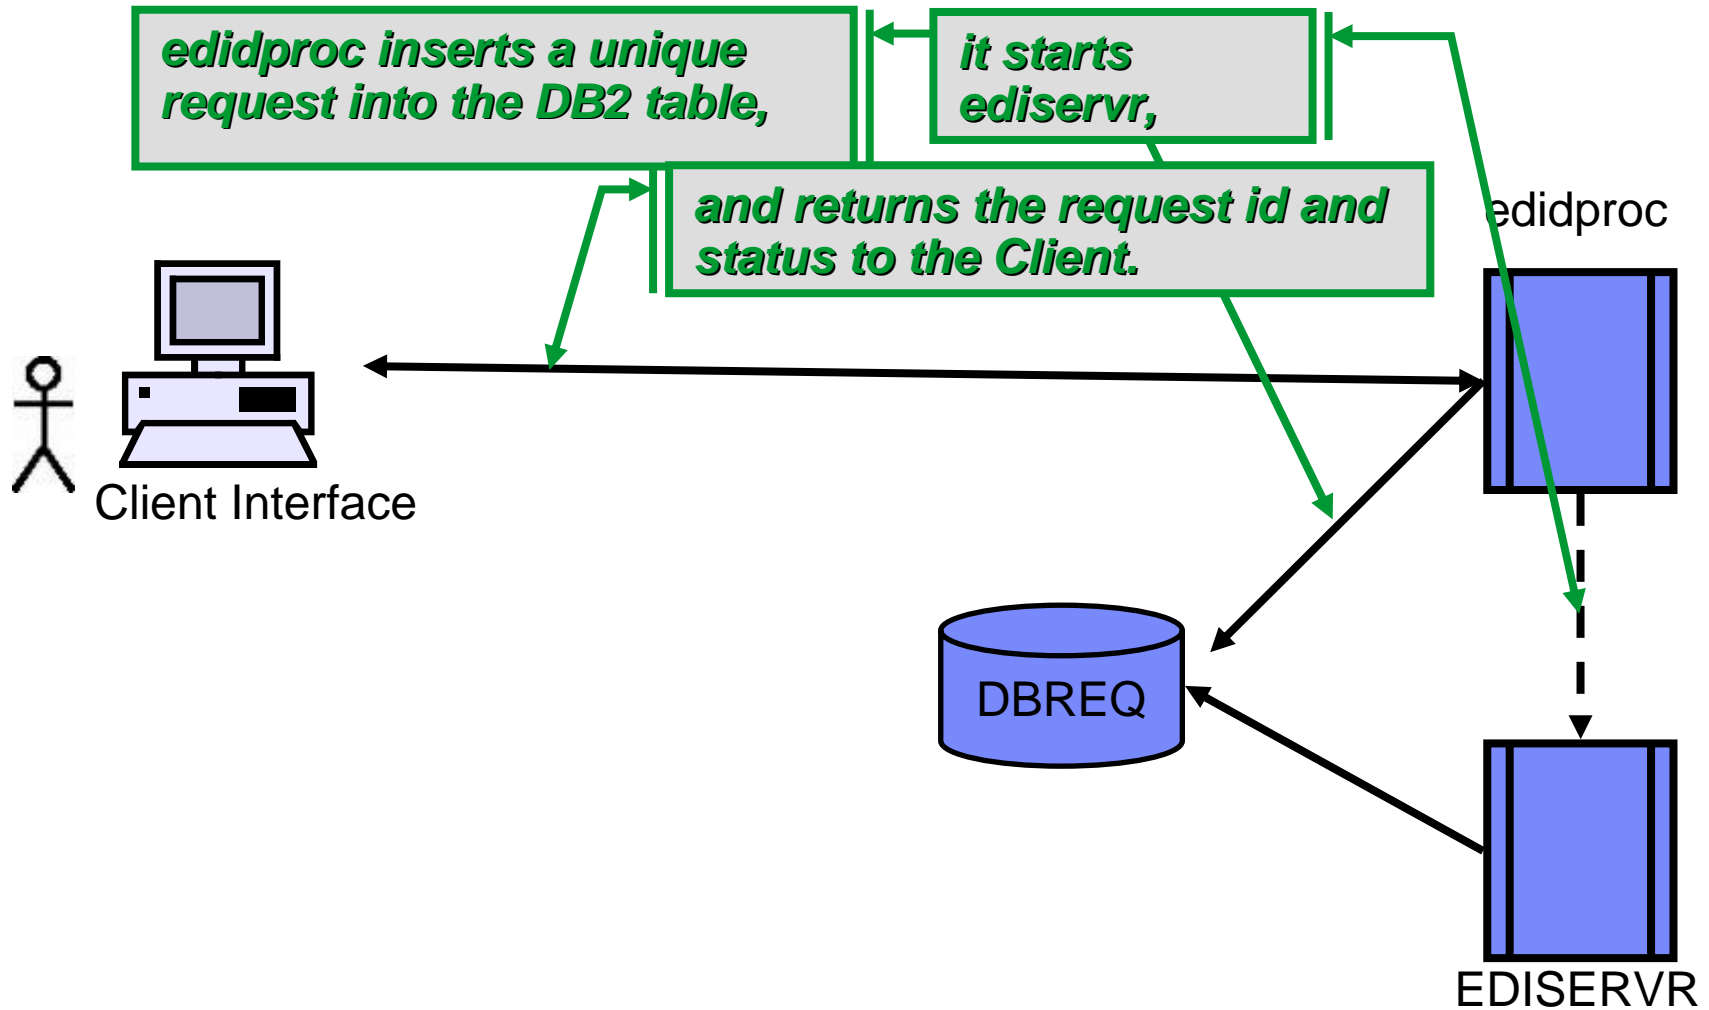 edidproc inserts a unique
request into the DB2 table,
it starts
ediservr,
and returns the request id and
status to the Client.
edidproc
Client Interface
DBREQ
EDISERVR